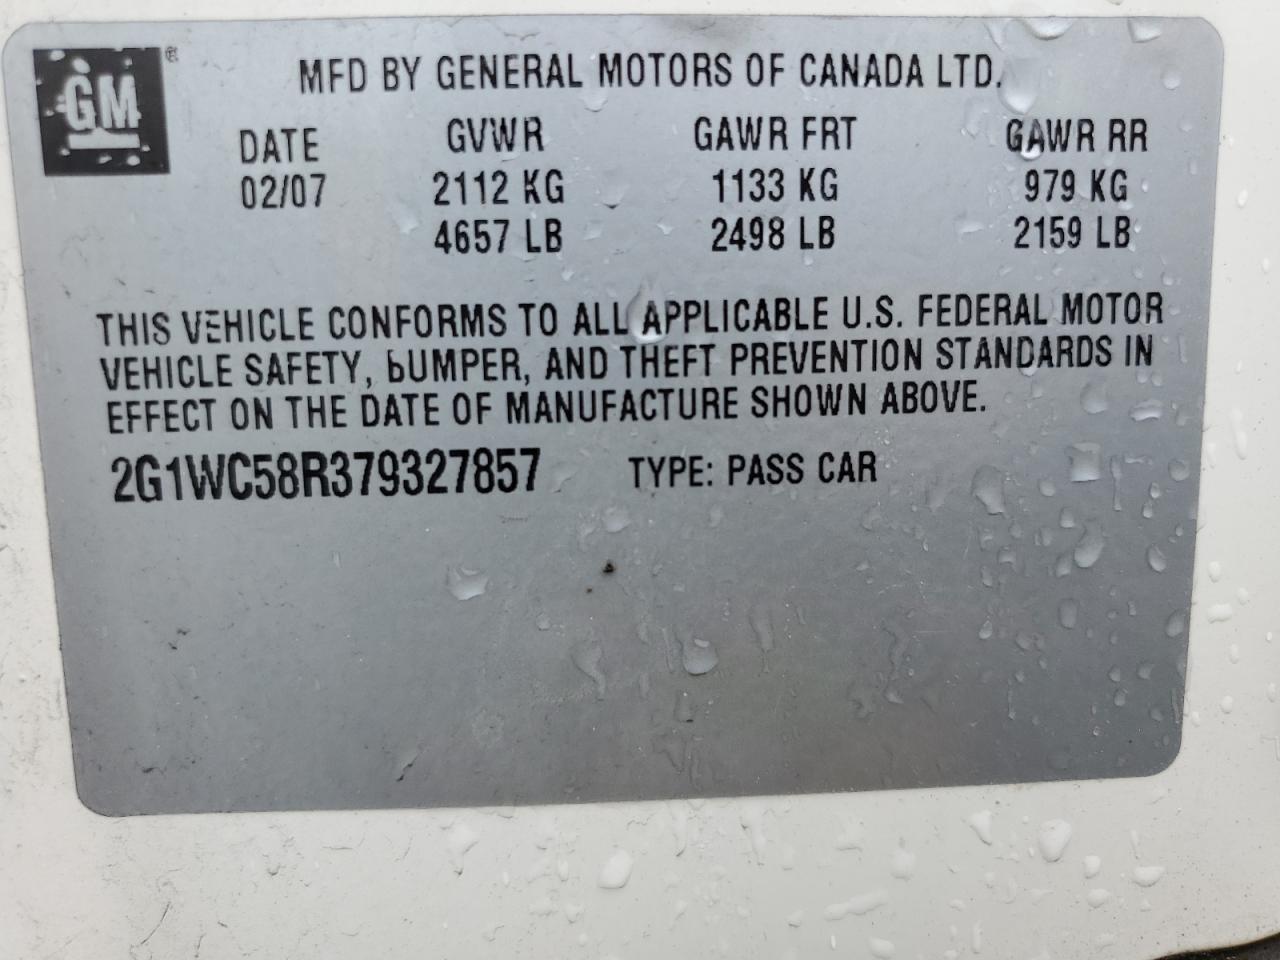 GM ®
MFD BY GENERAL MOTORS OF CANADA LTD.
DATE GVWR GAWR FRT GAWR RR
02/07 2112 KG 1133 KG 979 KG
4657 LB 2498 LB 2159 LB
THIS VEHICLE CONFORMS TO ALL APPLICABLE U.S. FEDERAL MOTOR
VEHICLE SAFETY, BUMPER, AND THEFT PREVENTION STANDARDS IN
EFFECT ON THE DATE OF MANUFACTURE SHOWN ABOVE.
2G1WC58R379327857 TYPE: PASS CAR